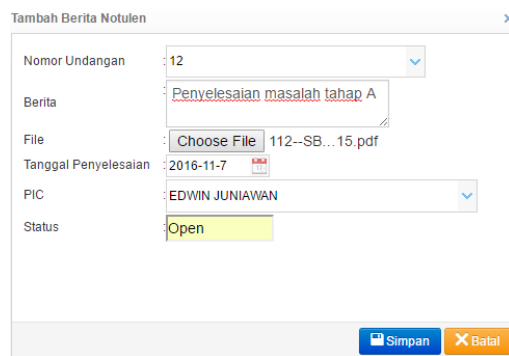 Tambah Berita Notulen
Nomor Undangan : 12
Berita : Penyelesaian masalah tahap A
File : Choose File 112--SB...15.pdf
Tanggal Penyelesaian : 2016-11-7
PIC : EDWIN JUNIAWAN
Status : Open
Simpan Batal